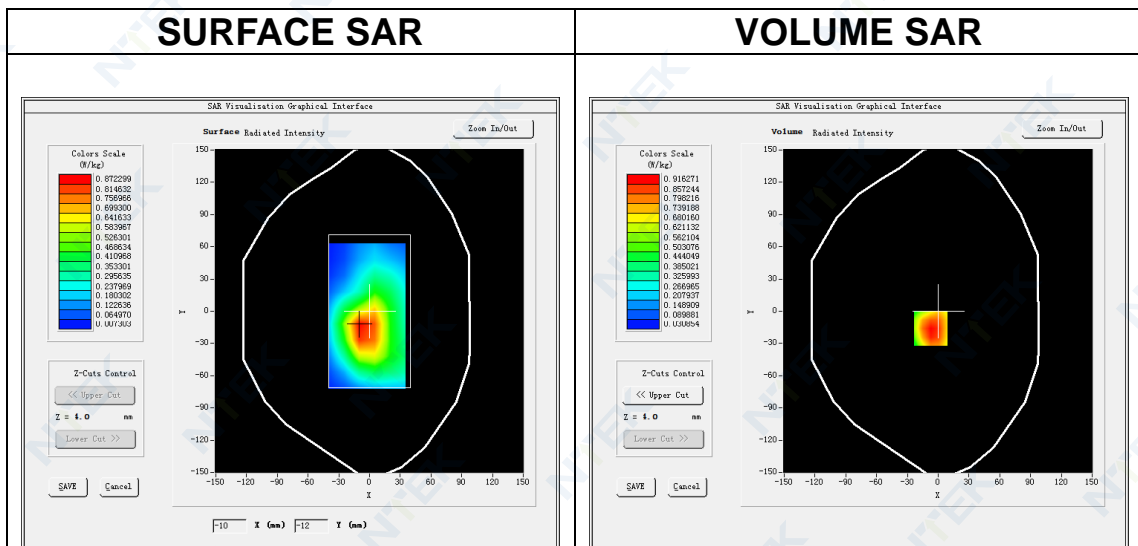 SURFACE SAR
VOLUME SAR
SAR Visualisation Graphical Interface
Surface Radiated Intensity
Zoom In/Out
Colors Scale
(W/kg)
0.872299
0.814632
0.756966
0.699300
0.641633
0.583967
0.526301
0.468634
0.410968
0.353301
0.295635
0.237969
0.180302
0.122636
0.064970
0.007303
150
120
90
60
30
0
-30
-60
-90
-120
-150
Y
-150 -120 -90 -60 -30 0 30 60 90 120 150
X
Z-Cuts Control
<< Upper Cut
Z = 4.0 mm
Lower Cut >>
SAVE Cancel
-10 X (mm) -12 Y (mm)
SAR Visualisation Graphical Interface
Volume Radiated Intensity
Zoom In/Out
Colors Scale
(W/kg)
0.916271
0.857244
0.798216
0.739188
0.680160
0.621132
0.562104
0.503076
0.444049
0.385021
0.325993
0.266965
0.207937
0.148909
0.089881
0.030854
150
120
90
60
30
0
-30
-60
-90
-120
-150
Y
-150 -120 -90 -60 -30 0 30 60 90 120 150
X
Z-Cuts Control
<< Upper Cut
Z = 4.0 mm
Lower Cut >>
SAVE Cancel
NTEK